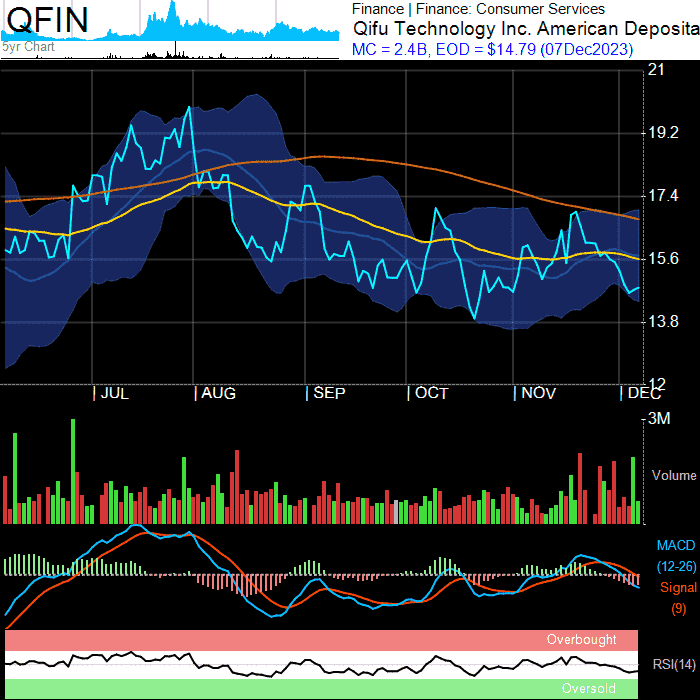 QFIN
5yr Chart
Finance | Finance: Consumer Services
Qifu Technology Inc. American Deposita
MC = 2.4B, EOD = $14.79 (07Dec2023)
21
19.2
17.4
15.6
13.8
12
| JUL | AUG | SEP | OCT | NOV | DEC
3M
Volume
MACD
(12-26)
Signal
(9)
Overbought
RSI(14)
Oversold